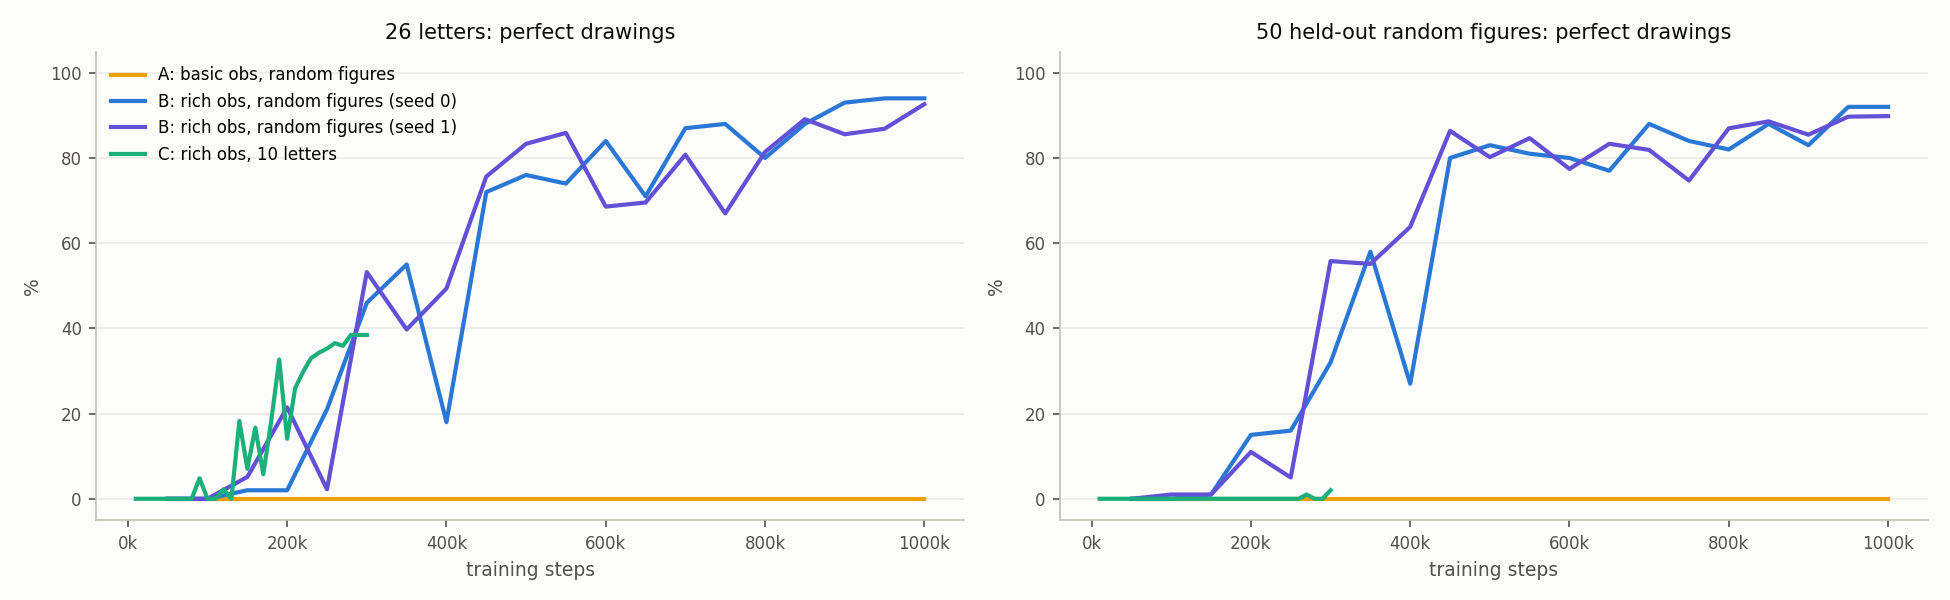 26 letters: perfect drawings
100
80
60
40
20
0
%
A: basic obs, random figures
B: rich obs, random figures (seed 0)
B: rich obs, random figures (seed 1)
C: rich obs, 10 letters
0k 200k 400k 600k 800k 1000k
training steps
50 held-out random figures: perfect drawings
100
80
60
40
20
0
%
0k 200k 400k 600k 800k 1000k
training steps